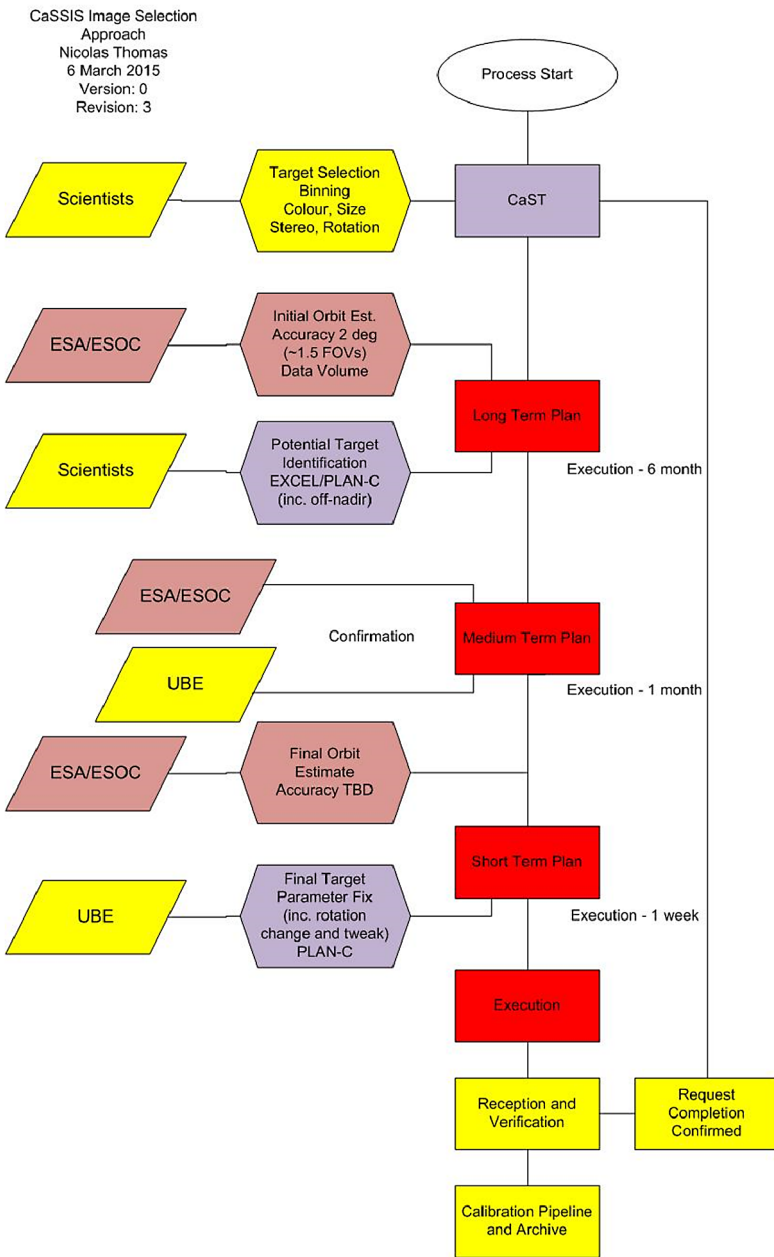 CaSSIS Image Selection
Approach
Nicolas Thomas
6 March 2015
Version: 0
Revision: 3
Process Start
Scientists
Target Selection
Binning
Colour, Size
Stereo, Rotation
CaST
ESA/ESOC
Initial Orbit Est.
Accuracy 2 deg
(~1.5 FOVs)
Data Volume
Long Term Plan
Scientists
Potential Target
Identification
EXCEL/PLAN-C
(inc. off-nadir)
Execution - 6 month
ESA/ESOC
Confirmation
Medium Term Plan
UBE
Execution - 1 month
ESA/ESOC
Final Orbit
Estimate
Accuracy TBD
Short Term Plan
UBE
Final Target
Parameter Fix
(inc. rotation
change and tweak)
PLAN-C
Execution - 1 week
Execution
Reception and
Verification
Request
Completion
Confirmed
Calibration Pipeline
and Archive